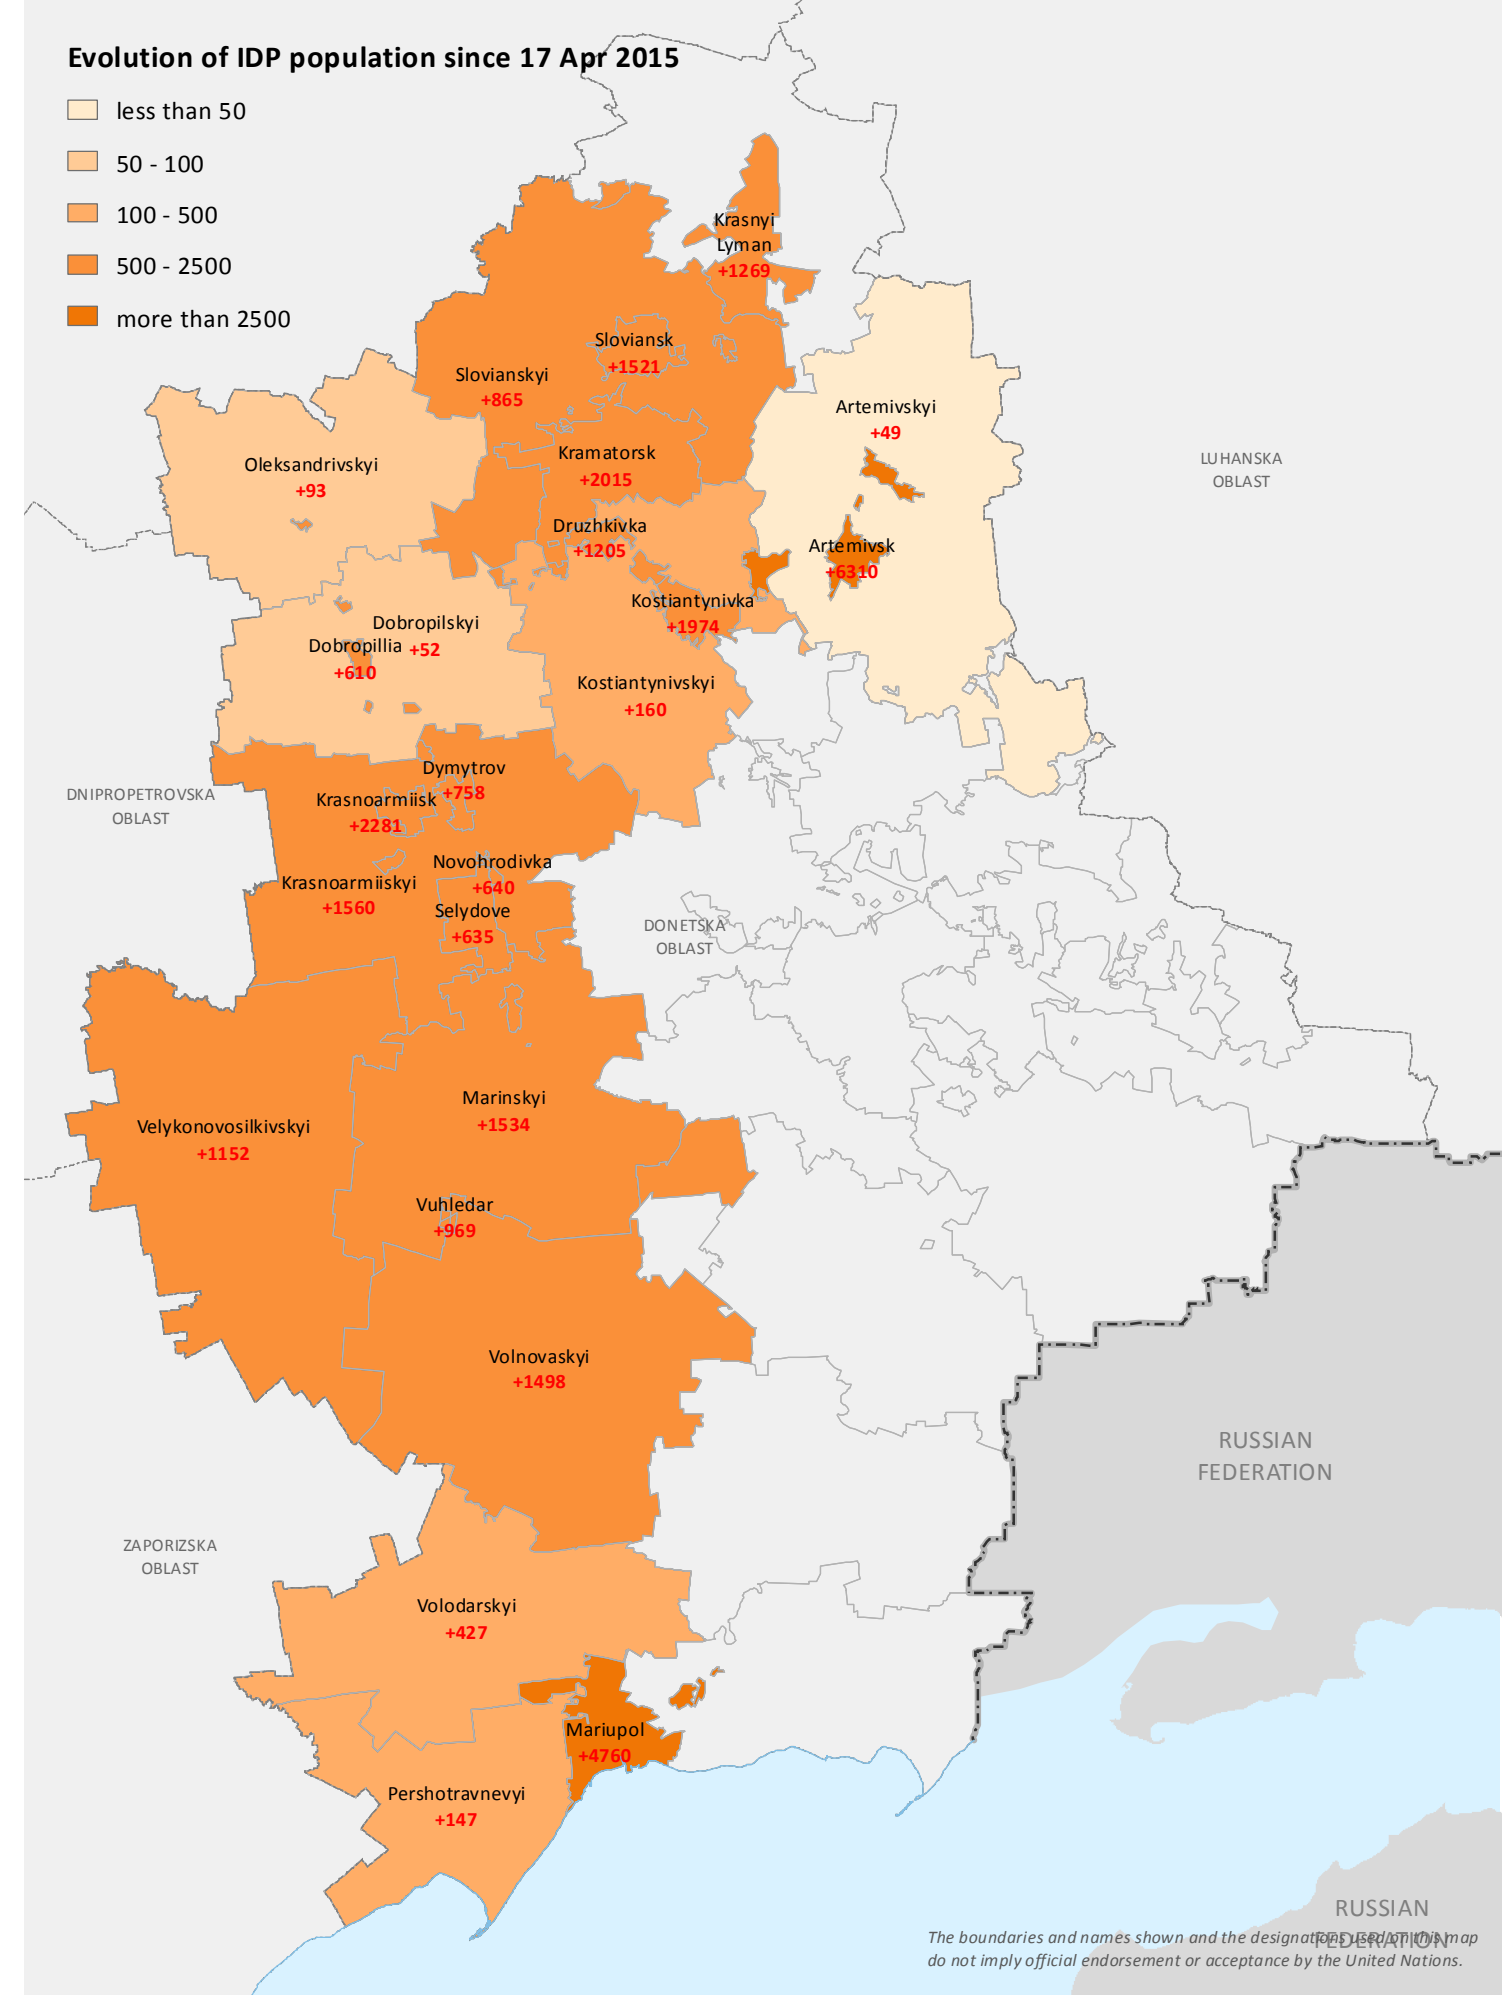 Evolution of IDP population since 17 Apr 2015
less than 50
50 - 100
100 - 500
500 - 2500
more than 2500
Krasnyi
Lyman
+1269
Sloviansk
+1521
Slovianskyi
+865
Artemivskyi
+49
Kramatorsk
+2015
Oleksandrivskyi
+93
LUHANSKA
OBLAST
Druzhkivka
+1205
Artemivsk
+6310
Kostiantynivka
+1974
Dobropilskyi
+52
Dobropillia
+610
Kostiantynivskyi
+160
Dymytrov
+758
Krasnoarmiisk
+2281
DNIPROPETROVSKA
OBLAST
Novohrodivka
+640
Krasnoarmiiskyi
+1560
Selydove
+635
DONETSKA
OBLAST
Marinskyi
+1534
Velykonovosilkivskyi
+1152
Vuhledar
+969
Volnovaskyi
+1498
RUSSIAN
FEDERATION
ZAPORIZSKA
OBLAST
Volodarskyi
+427
Mariupol
+4760
Pershotravnevyi
+147
RUSSIAN
FEDERATION
The boundaries and names shown and the designations used on this map
do not imply official endorsement or acceptance by the United Nations.